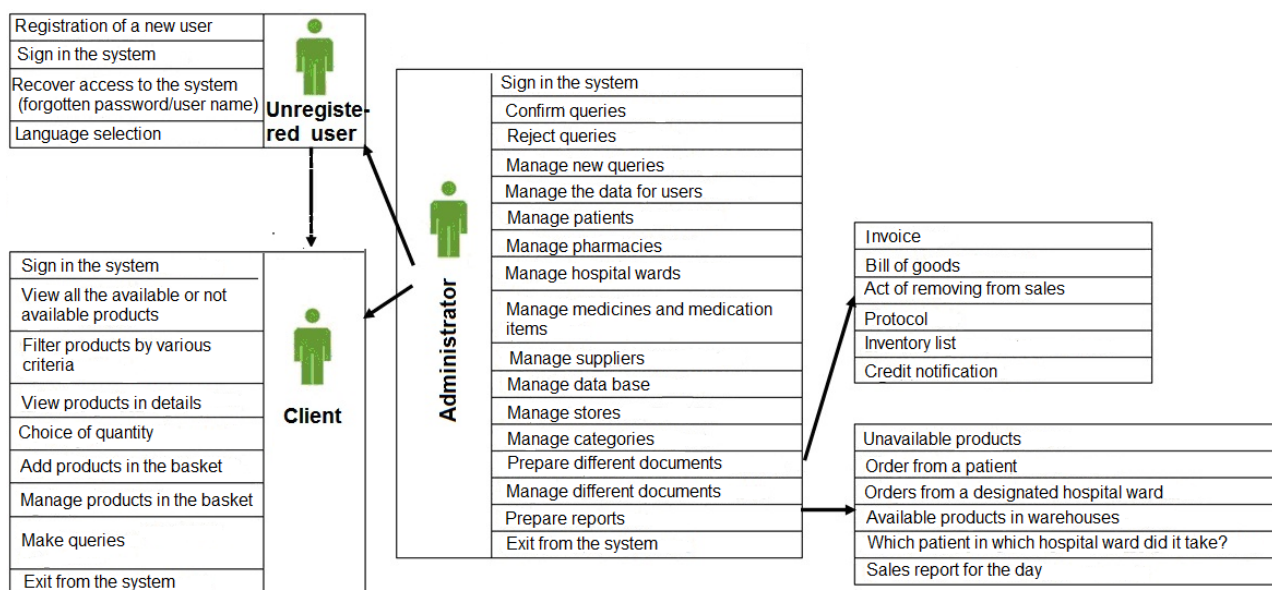 Registration of a new user
Sign in the system
Recover access to the system
(forgotten password/user name)
Language selection
Unregiste-
red user
Sign in the system
View all the available or not
available products
Filter products by various
criteria
View products in details
Choice of quantity
Add products in the basket
Manage products in the basket
Make queries
Exit from the system
Client
Administrator
Sign in the system
Confirm queries
Reject queries
Manage new queries
Manage the data for users
Manage patients
Manage pharmacies
Manage hospital wards
Manage medicines and medication
items
Manage suppliers
Manage data base
Manage stores
Manage categories
Prepare different documents
Manage different documents
Prepare reports
Exit from the system
Invoice
Bill of goods
Act of removing from sales
Protocol
Inventory list
Credit notification
Unavailable products
Order from a patient
Orders from a designated hospital ward
Available products in warehouses
Which patient in which hospital ward did it take?
Sales report for the day